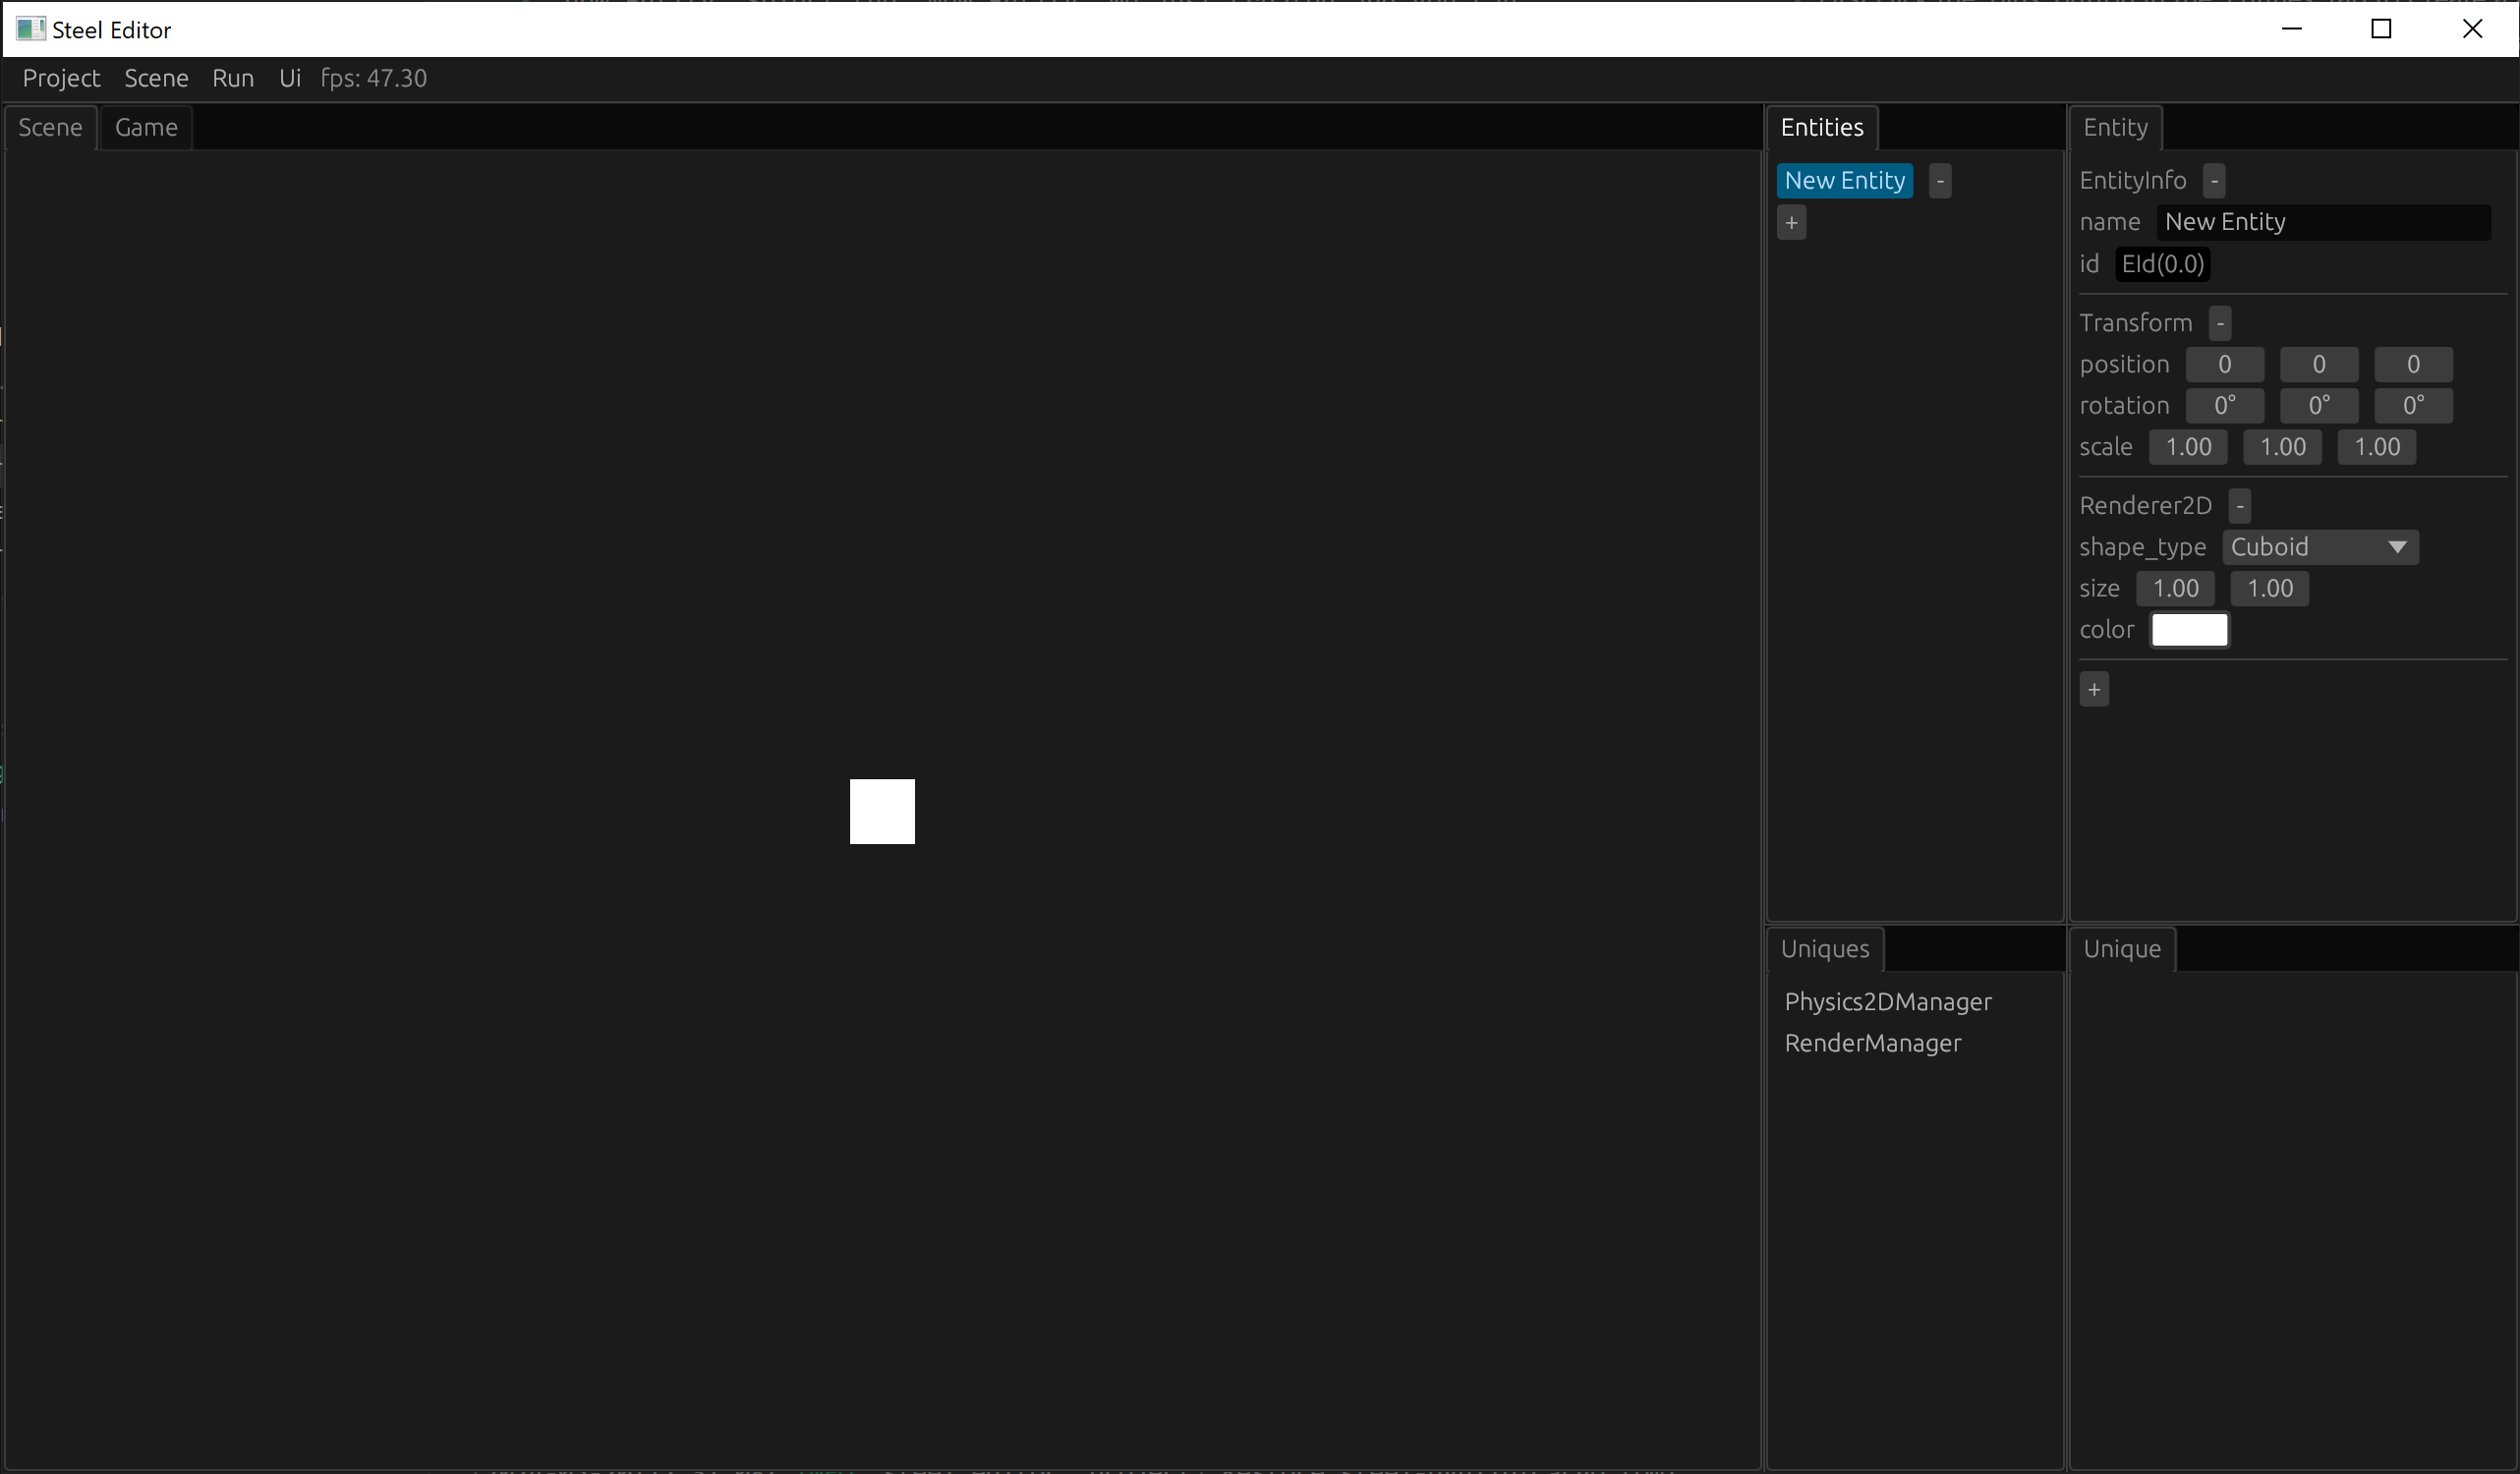 Steel Editor
Project Scene Run Ui fps: 47.30
Scene Game
Entities
New Entity -
+
Entity
EntityInfo -
name New Entity
id EId(0.0)
Transform -
position 0 0 0
rotation 0° 0° 0°
scale 1.00 1.00 1.00
Renderer2D -
shape_type Cuboid
size 1.00 1.00
color
+
Uniques
Physics2DManager
RenderManager
Unique